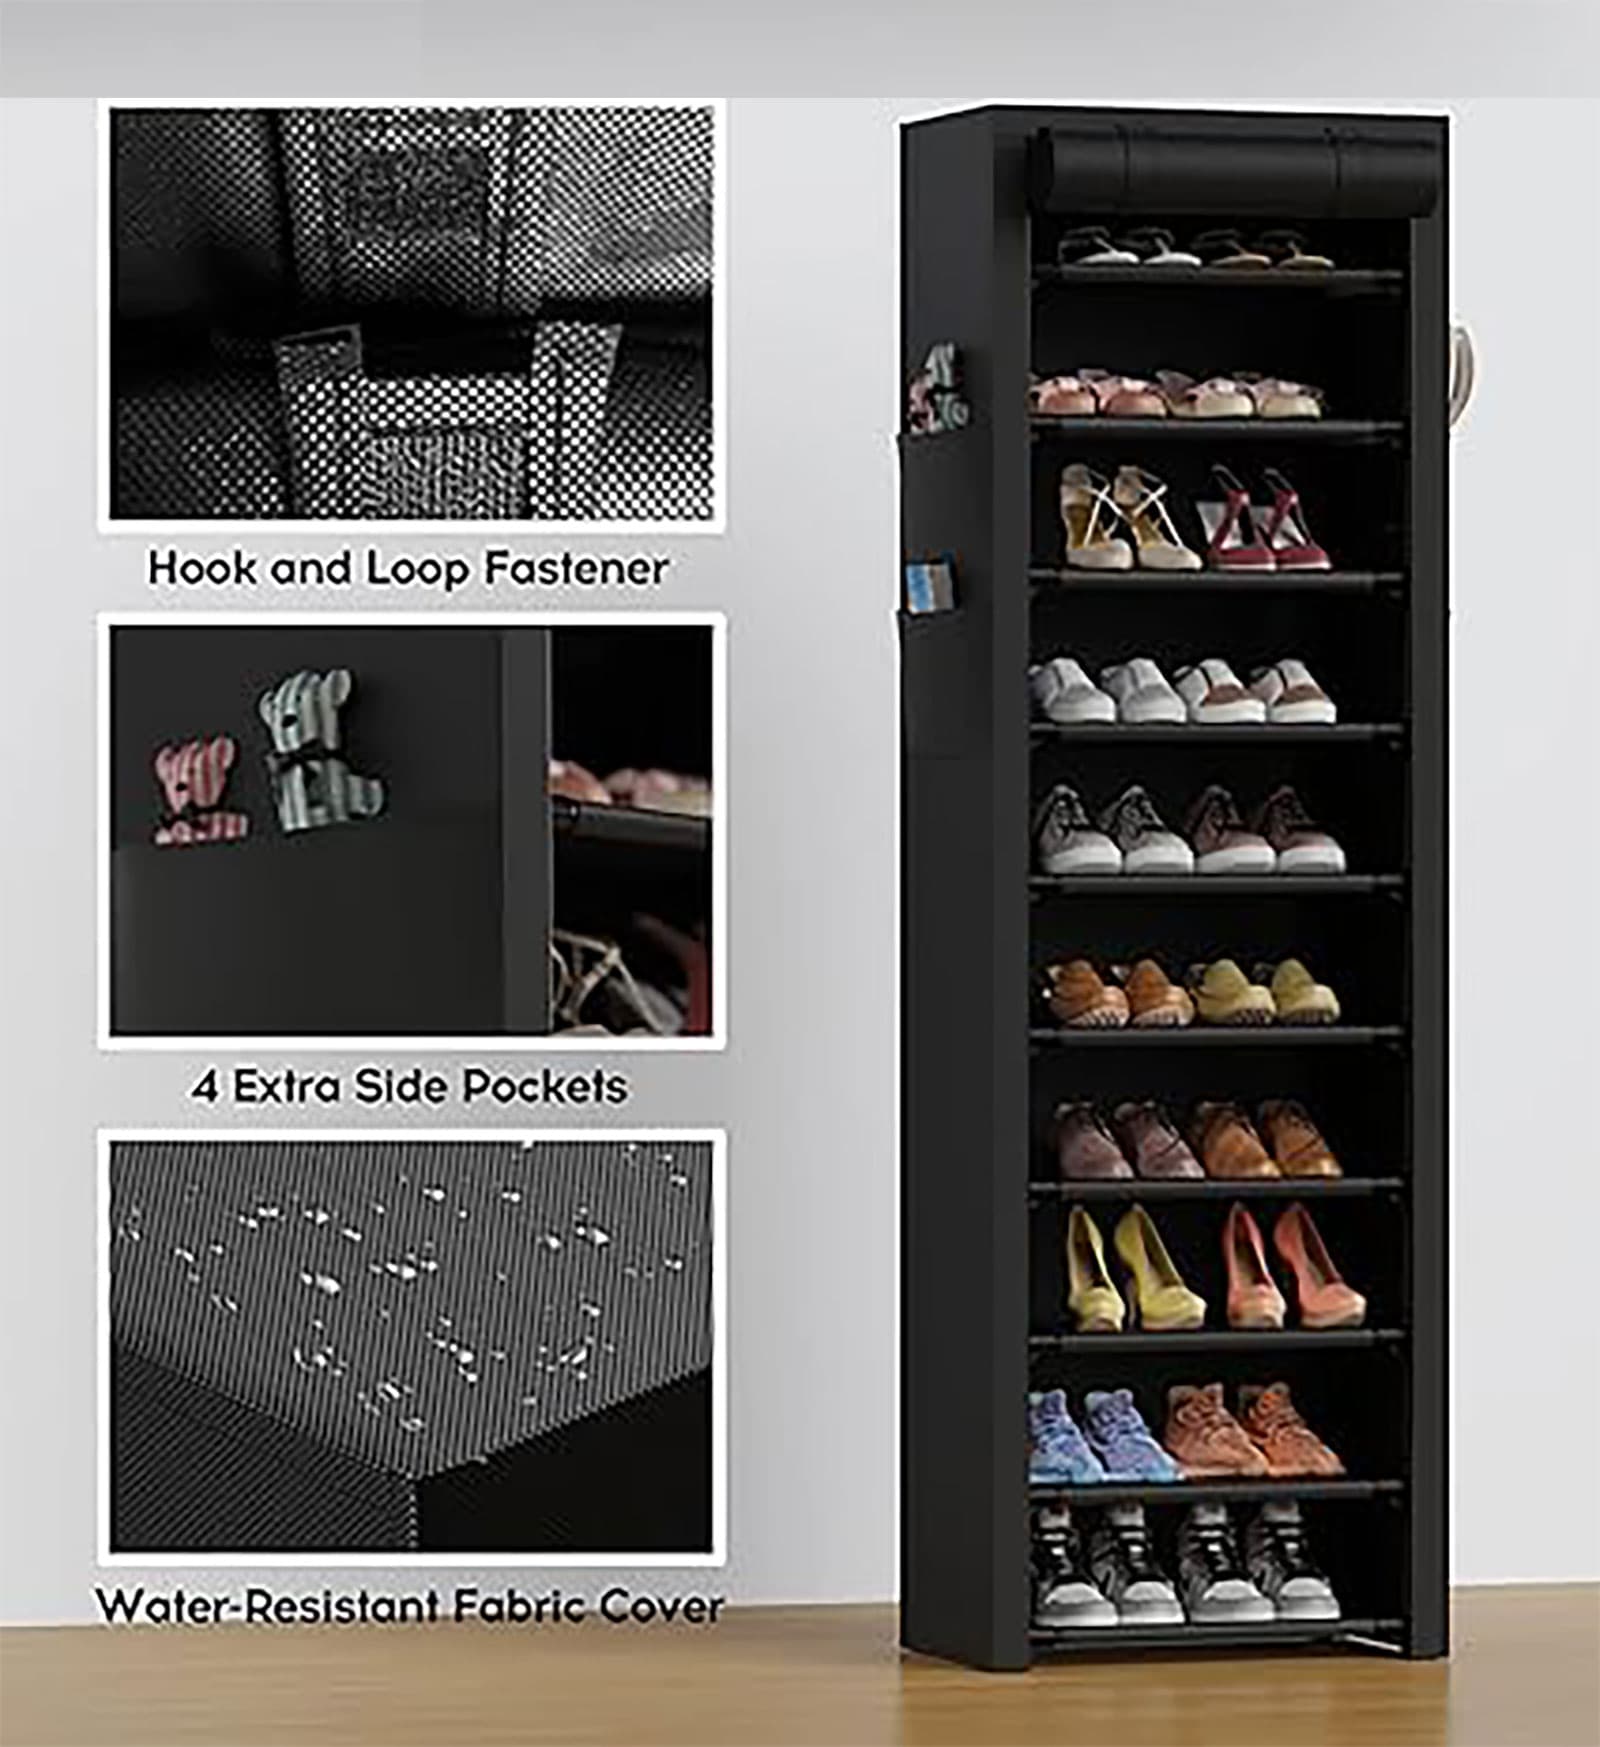 Hook and Loop Fastener
4 Extra Side Pockets
Water-Resistant Fabric Cover